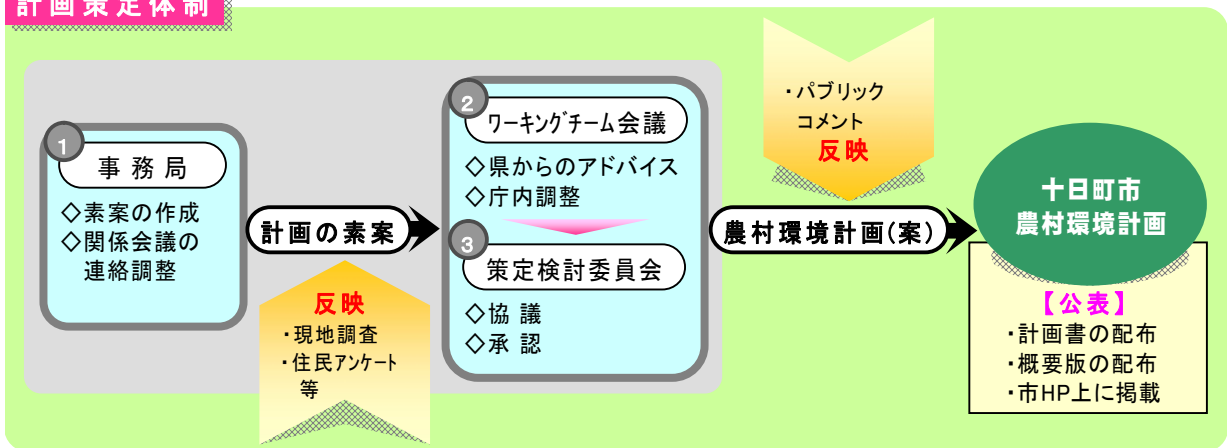 計画策定体制
1
事務局
◇素案の作成
◇関係会議の
連絡調整
計画の素案
反映
・現地調査
・住民アンケート
等
2
ワーキングチーム会議
◇県からのアドバイス
◇庁内調整
3
策定検討委員会
◇協 議
◇承 認
農村環境計画(案)
・パブリック
コメント
反映
十日町市
農村環境計画
【公表】
・計画書の配布
・概要版の配布
・市HP上に掲載